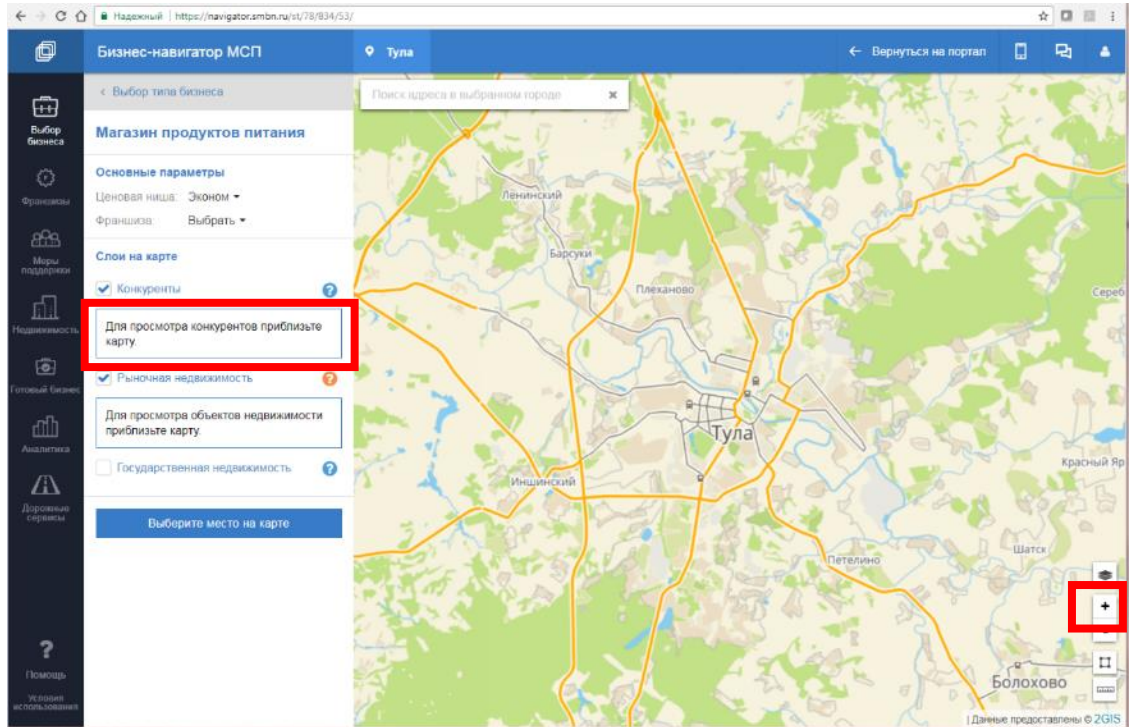 Надежный | https://navigator.smbn.ru/st/78/834/53/
Бизнес-навигатор МСП
Тула
Вернуться на портал
Выбор бизнеса
Франшизы
Меры поддержки
Недвижимость
Готовый бизнес
Аналитика
Дорожные сервисы
?
Помощь
Условия использования
< Выбор типа бизнеса
Магазин продуктов питания
Основные параметры
Ценовая ниша: Эконом
Франшиза: Выбрать
Слои на карте
Конкуренты ?
Для просмотра конкурентов приблизьте
карту.
Рыночная недвижимость ?
Для просмотра объектов недвижимости
приблизьте карту.
Государственная недвижимость ?
Выберите место на карте
Поиск адреса в выбранном городе
Ленинский
Барсуки
Плеханово
Сереб
Тула
Красный Яр
Иншинский
Шатск
Петелино
Болохово
| Данные предоставлены © 2GIS